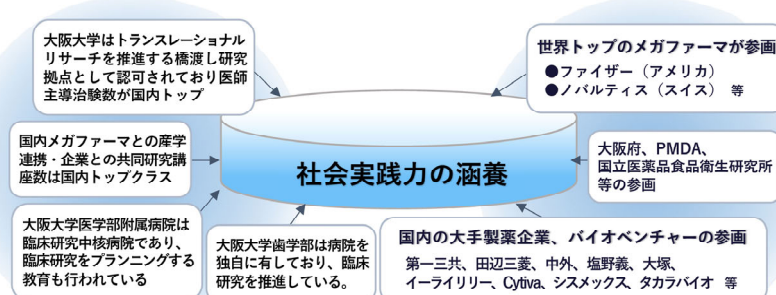 大阪大学はトランスレーショナル
リサーチを推進する橋渡し研究
拠点として認可されており医師
主導治験数が国内トップ
国内メガファーマとの産学
連携・企業との共同研究講
座数は国内トップクラス
大阪大学医学部附属病院は
臨床研究中核病院であり、
臨床研究をプランニングする
教育も行われている
大阪大学歯学部は病院を
独自に有しており、臨床
研究を推進している。
社会実践力の涵養
世界トップのメガファーマが参画
●ファイザー（アメリカ）
●ノバルティス（スイス） 等
大阪府、PMDA、
国立医薬品食品衛生研究所
等の参画
国内の大手製薬企業、バイオベンチャーの参画
第一三共、田辺三菱、中外、塩野義、大塚、
イーライリリー、Cytiva、シスメックス、タカラバイオ 等